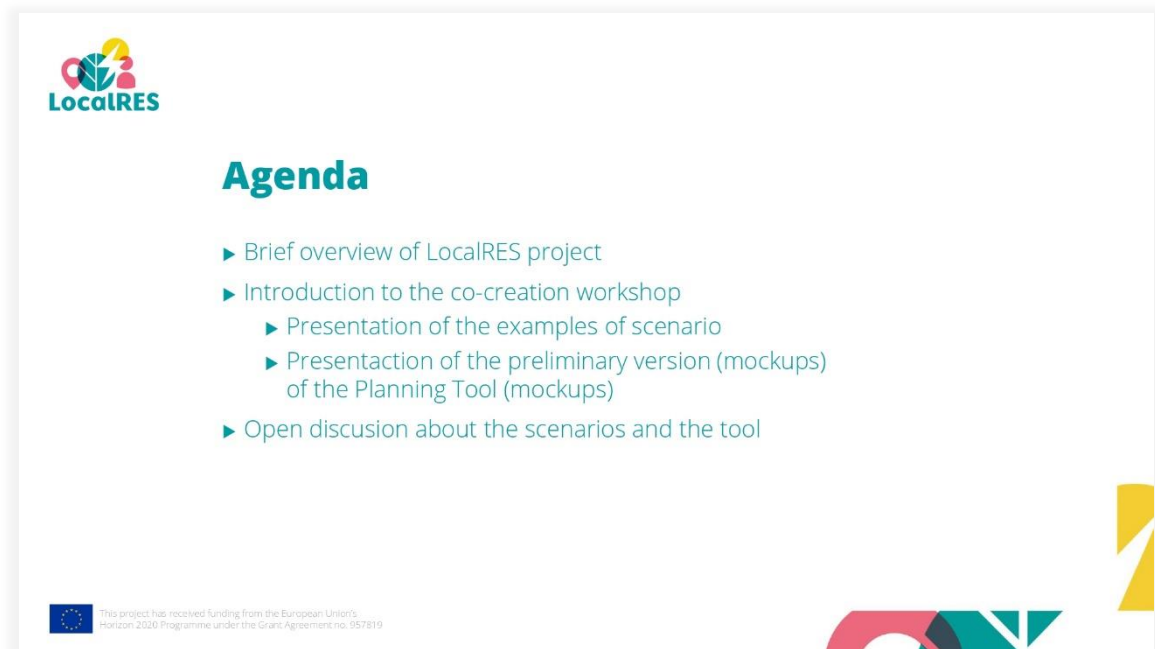 LocalRES
Agenda
▶ Brief overview of LocalRES project
▶ Introduction to the co-creation workshop
▶ Presentation of the examples of scenario
▶ Presentaction of the preliminary version (mockups)
of the Planning Tool (mockups)
▶ Open discusion about the scenarios and the tool
This project has received funding from the European Union's
Horizon 2020 Programme under the Grant Agreement no. 957819